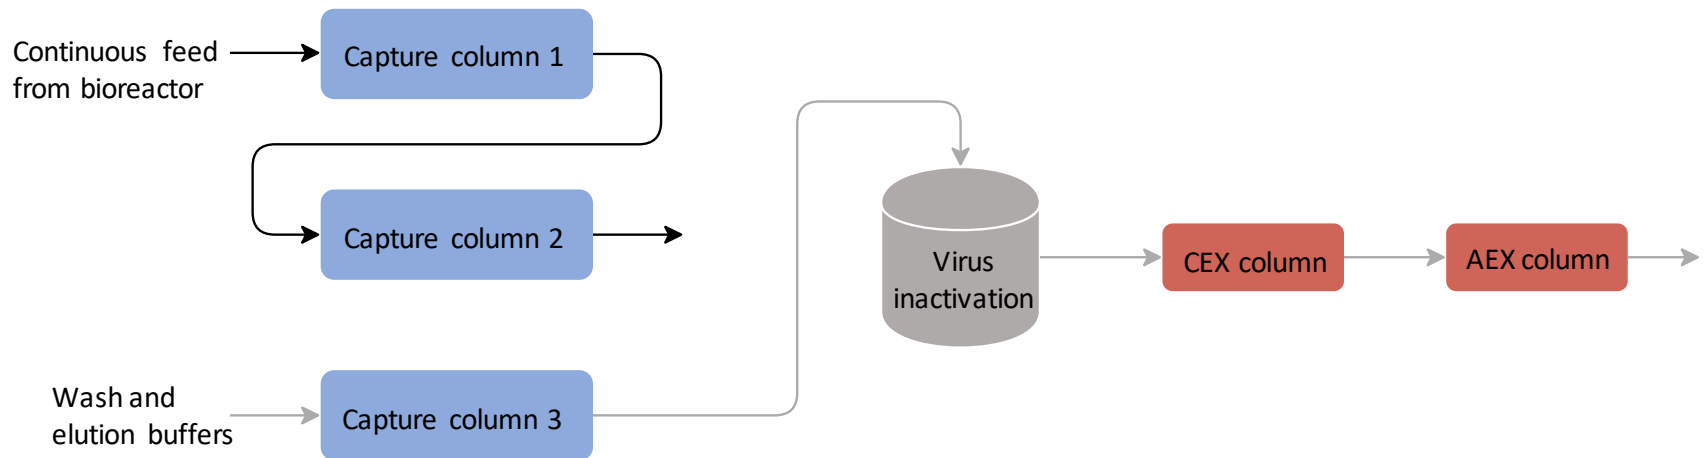 Continuous feed
from bioreactor
Capture column 1
Capture column 2
Virus
inactivation
CEX column
AEX column
Wash and
elution buffers
Capture column 3